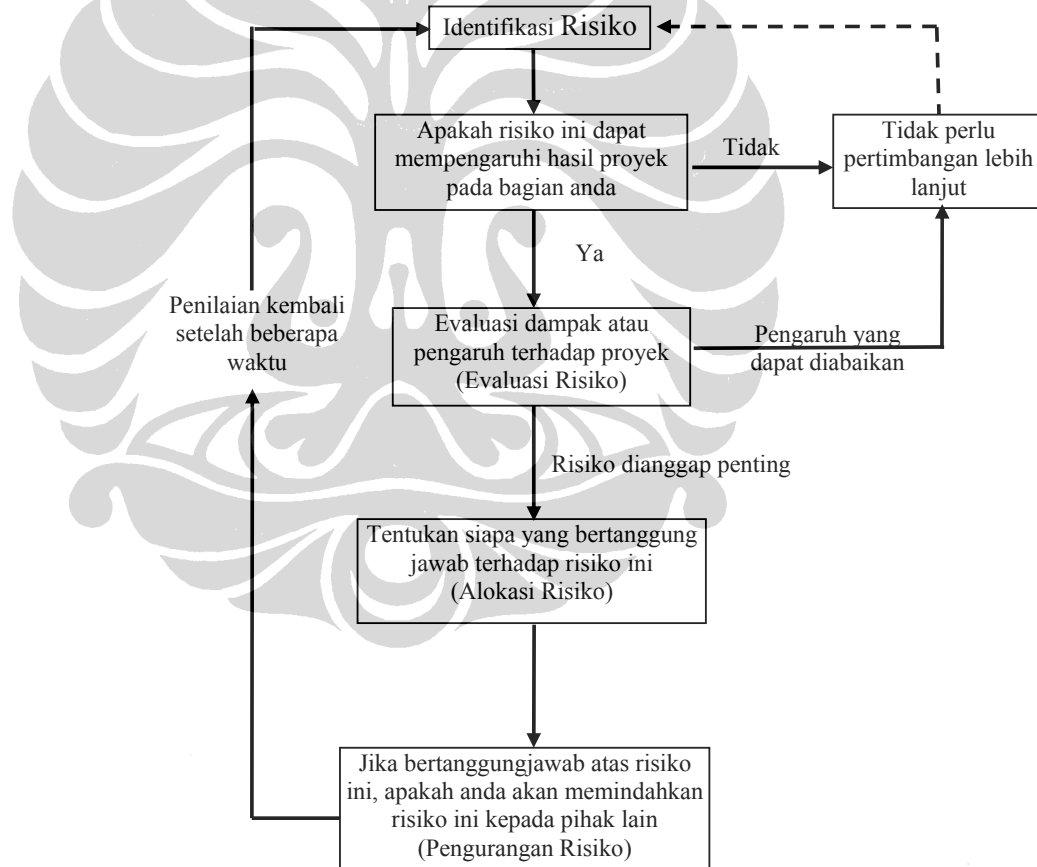 Identifikasi Risiko
Apakah risiko ini dapat
mempengaruhi hasil proyek
pada bagian anda
Tidak
Tidak perlu
pertimbangan lebih
lanjut
Ya
Penilaian kembali
setelah beberapa
waktu
Evaluasi dampak atau
pengaruh terhadap proyek
(Evaluasi Risiko)
Pengaruh yang
dapat diabaikan
Risiko dianggap penting
Tentukan siapa yang bertanggung
jawab terhadap risiko ini
(Alokasi Risiko)
Jika bertanggungjawab atas risiko
ini, apakah anda akan memindahkan
risiko ini kepada pihak lain
(Pengurangan Risiko)